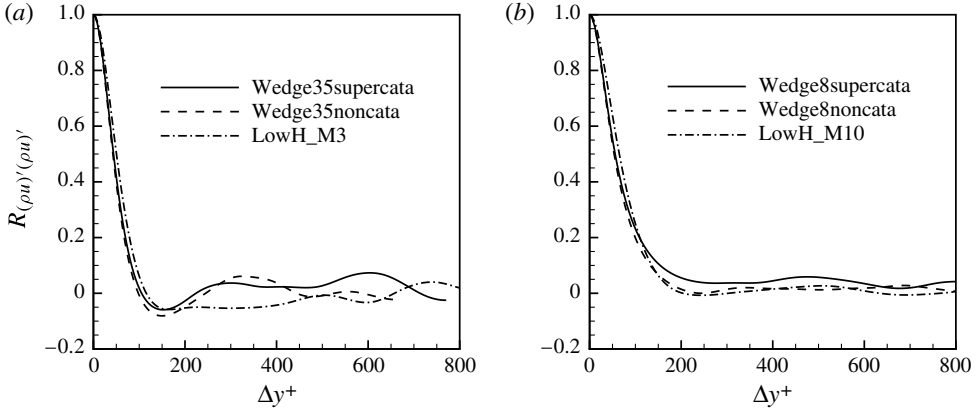 (a)
1.0
0.8
0.6
0.4
0.2
0
−0.2
R(ρu)′(ρu)′
Wedge35supercata
Wedge35noncata
LowH_M3
0 200 400 600 800
Δy+
(b)
1.0
0.8
0.6
0.4
0.2
0
−0.2
Wedge8supercata
Wedge8noncata
LowH_M10
0 200 400 600 800
Δy+